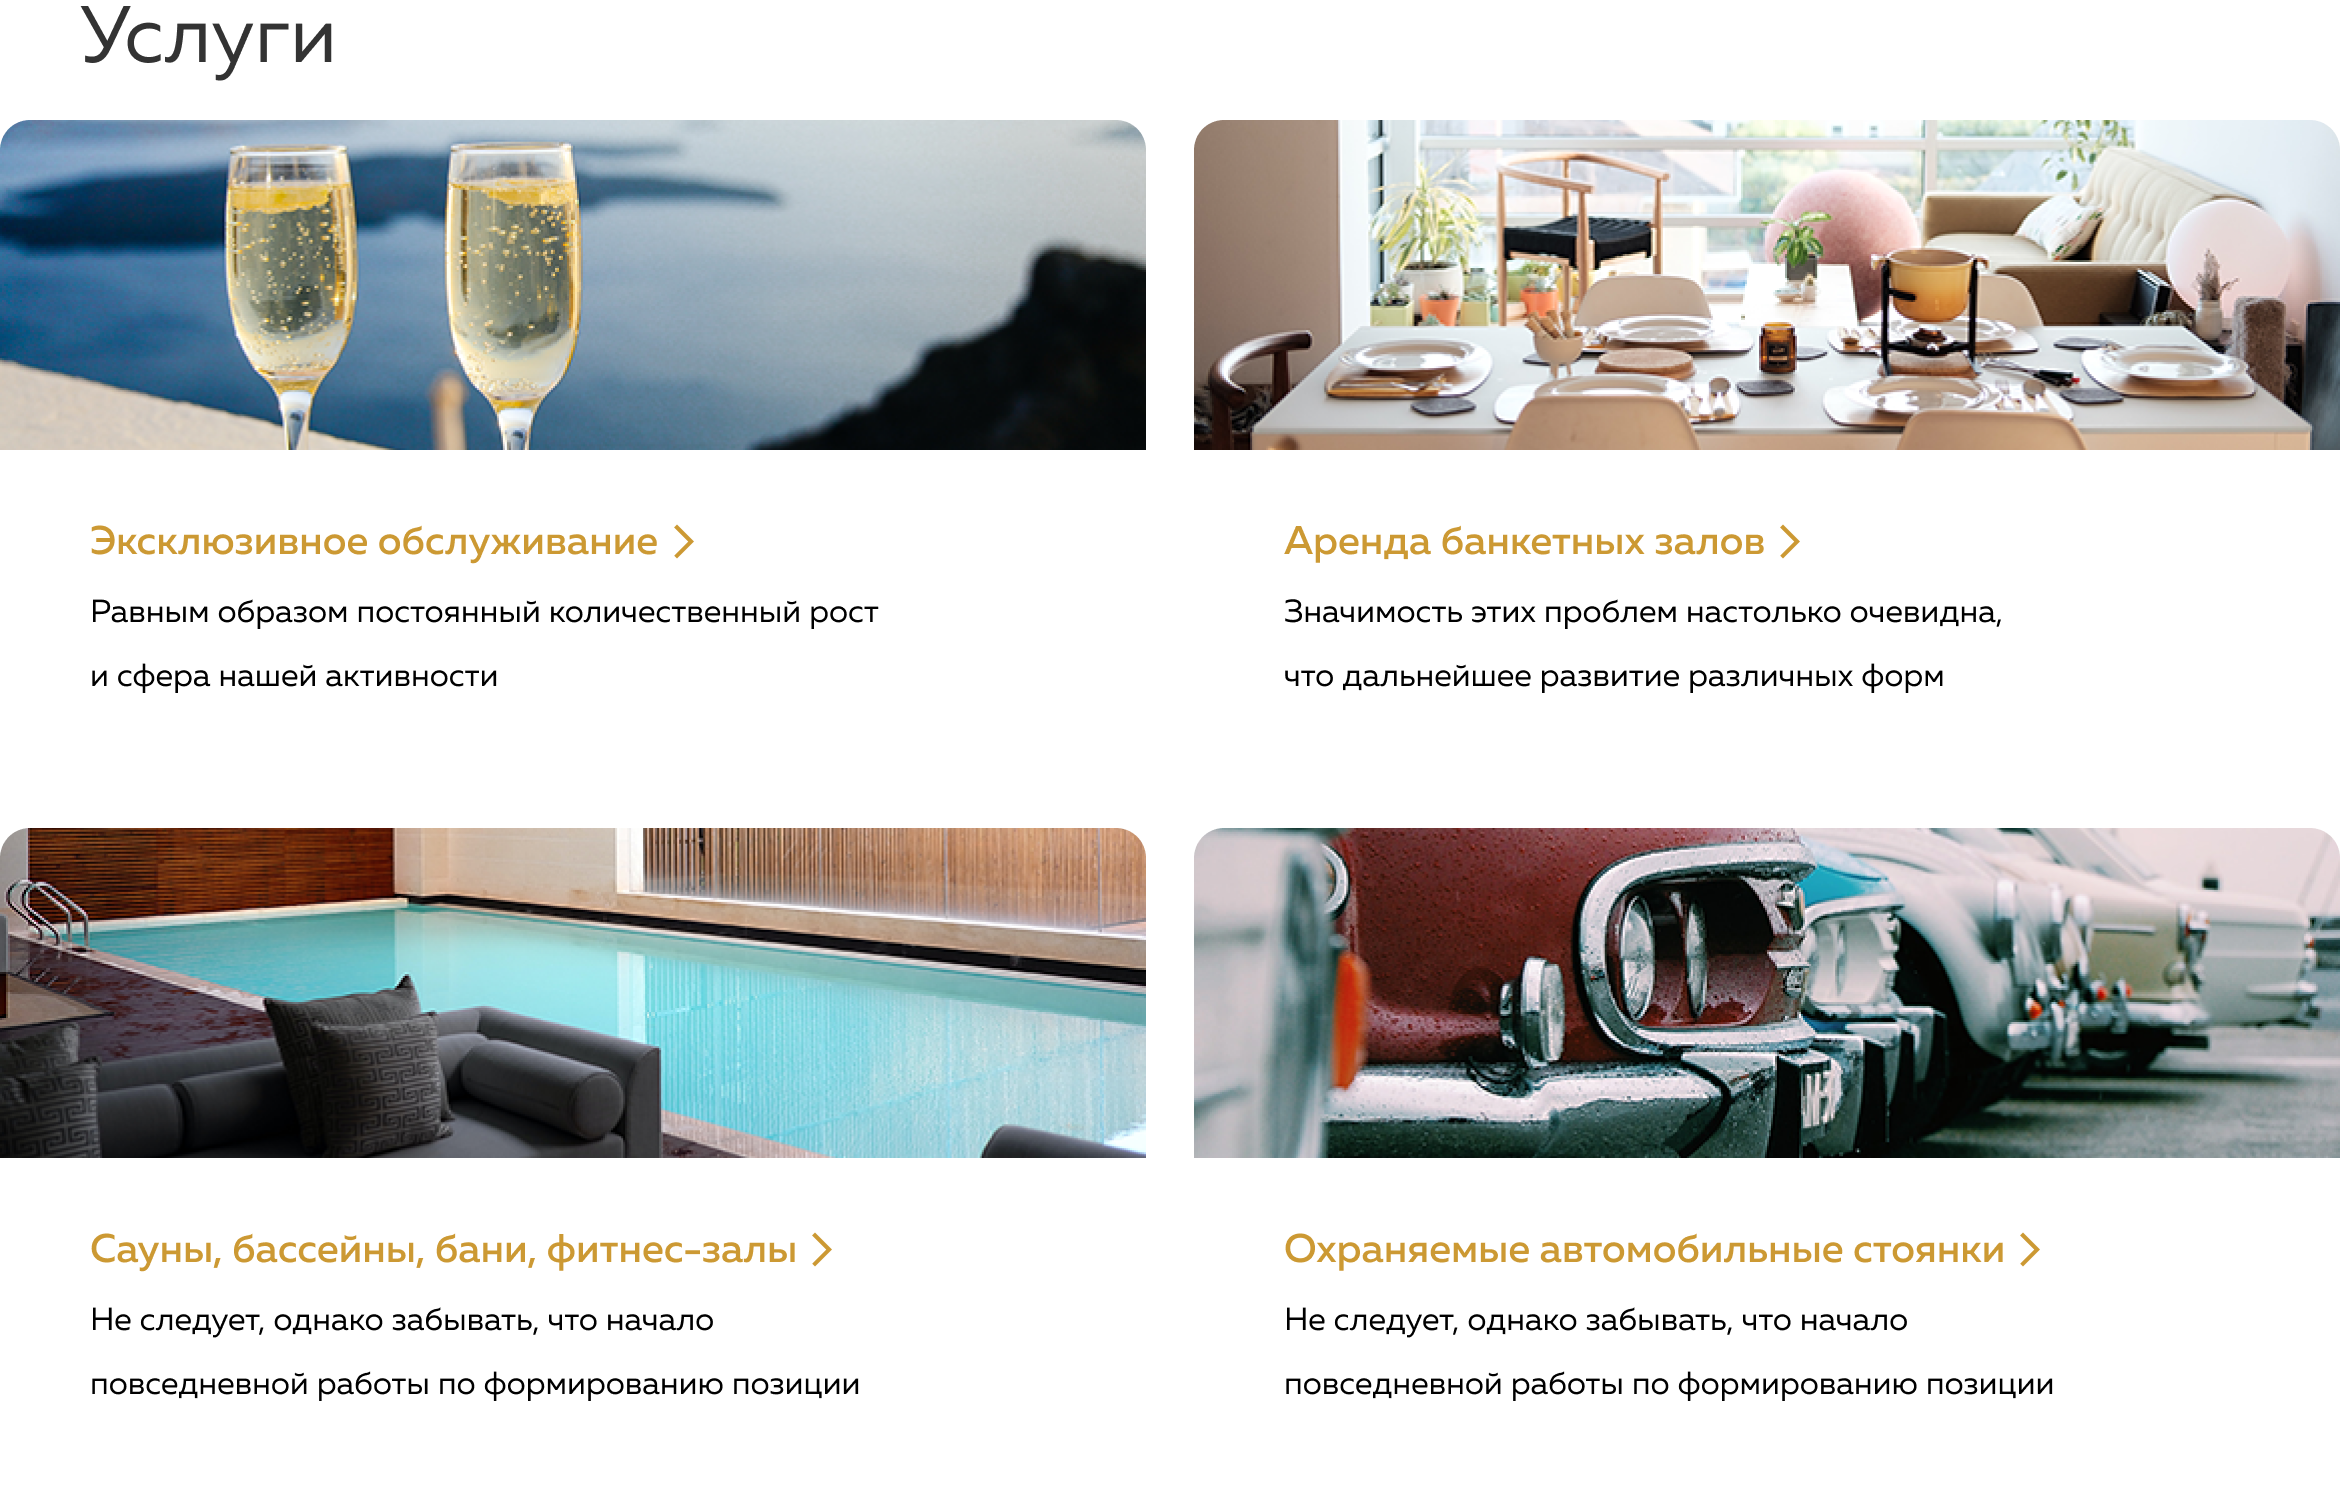 Услуги
Эксклюзивное обслуживание
Равным образом постоянный количественный рост
и сфера нашей активности
Аренда банкетных залов
Значимость этих проблем настолько очевидна,
что дальнейшее развитие различных форм
Сауны, бассейны, бани, фитнес-залы
Не следует, однако забывать, что начало
повседневной работы по формированию позиции
Охраняемые автомобильные стоянки
Не следует, однако забывать, что начало
повседневной работы по формированию позиции